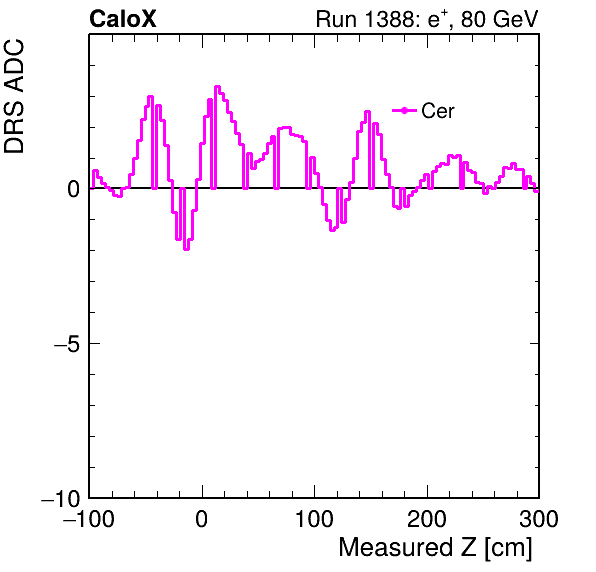 CaloX Run 1388: e+, 80 GeV
DRS ADC
Cer
0
−5
−10
−100 0 100 200 300
Measured Z [cm]